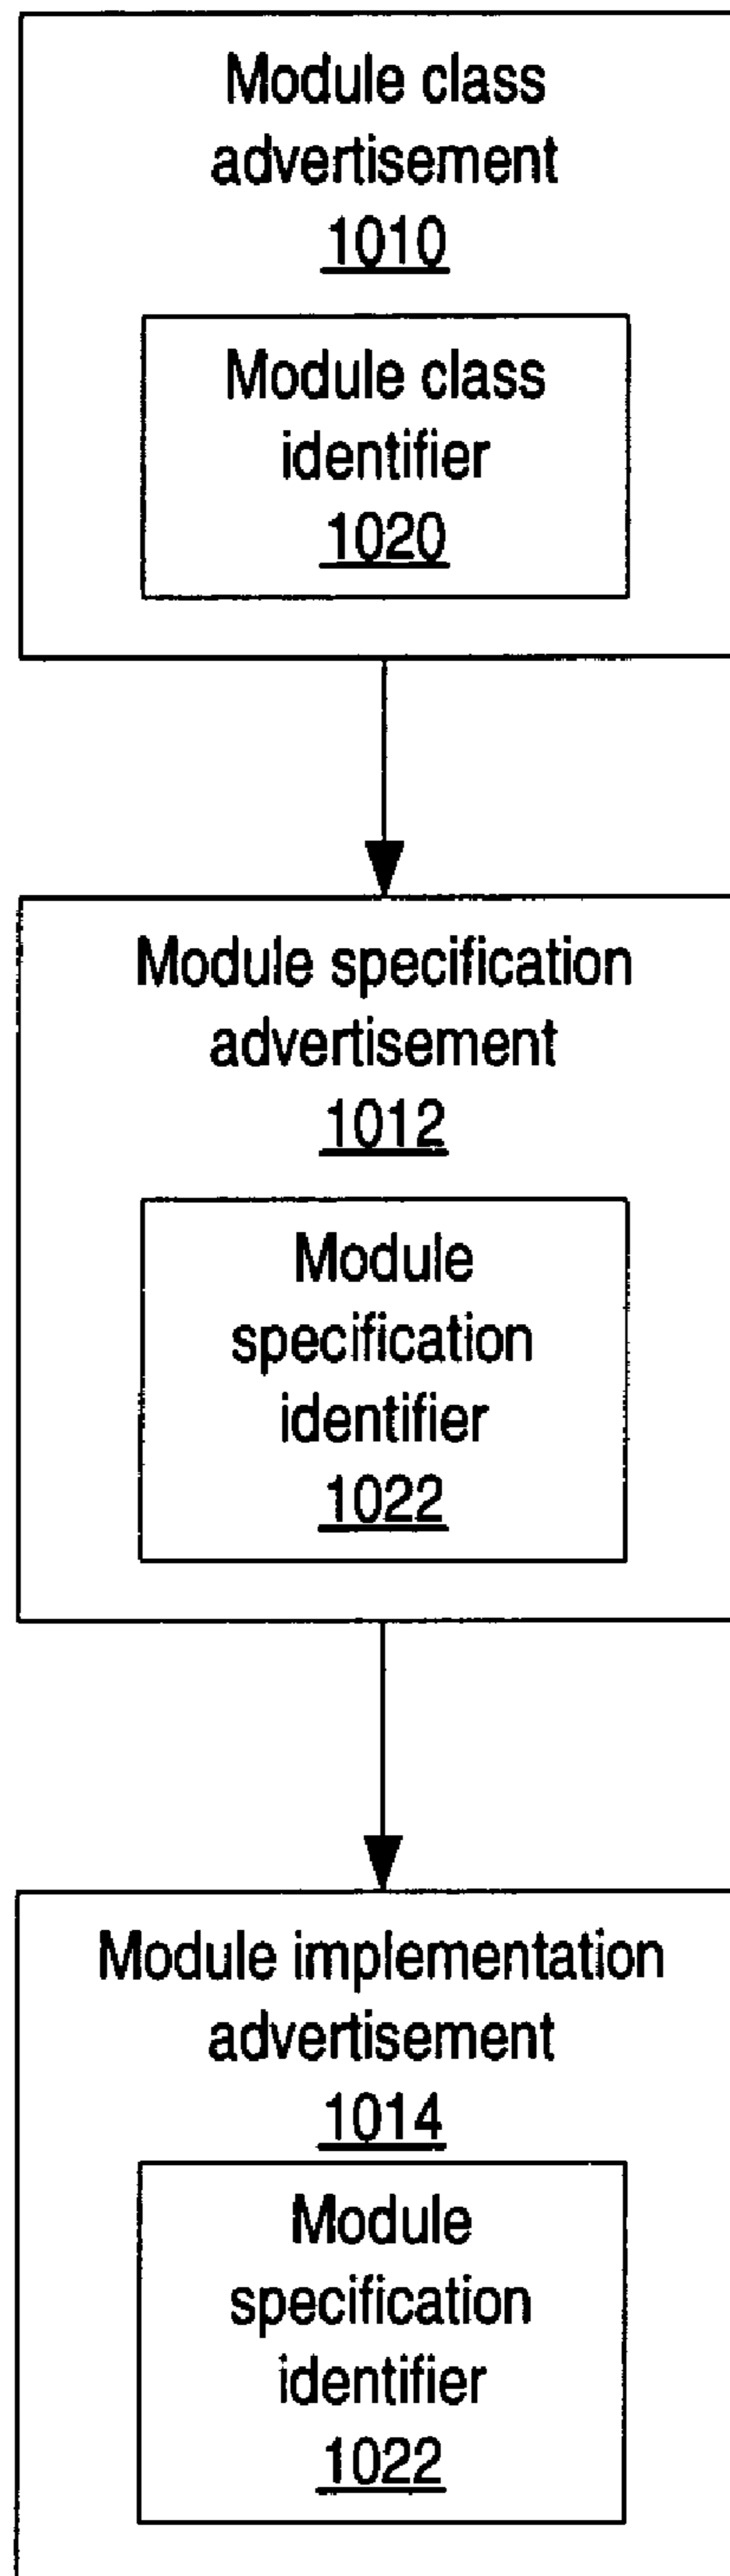 Module class
advertisement
1010
Module class
identifier
1020
Module specification
advertisement
1012
Module
specification
identifier
1022
Module implementation
advertisement
1014
Module
specification
identifier
1022